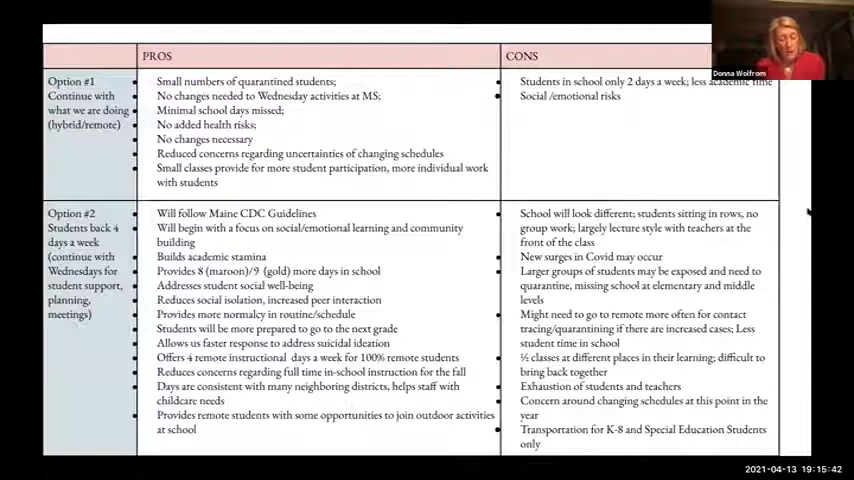 PROS
CONS
Option #1
Continue with
what we are doing
(hybrid/remote)
Small numbers of quarantined students;
No changes needed to Wednesday activities at MS;
Minimal school days missed;
No added health risks;
No changes necessary
Reduced concerns regarding uncertainties of changing schedules
Small classes provide for more student participation, more individual work
with students
Students in school only 2 days a week; less academic time
Social /emotional risks
Option #2
Students back 4
days a week
(continue with
Wednesdays for
student support,
planning,
meetings)
Will follow Maine CDC Guidelines
Will begin with a focus on social/emotional learning and community
building
Builds academic stamina
Provides 8 (maroon)/9 (gold) more days in school
Addresses student social well-being
Reduces social isolation, increased peer interaction
Provides more normalcy in routine/schedule
Students will be more prepared to go to the next grade
Allows us faster response to address suicidal ideation
Offers 4 remote instructional days a week for 100% remote students
Reduces concerns regarding full time in-school instruction for the fall
Days are consistent with many neighboring districts, helps staff with
childcare needs
Provides remote students with some opportunities to join outdoor activities
at school
School will look different; students sitting in rows, no
group work; largely lecture style with teachers at the
front of the class
New surges in Covid may occur
Larger groups of students may be exposed and need to
quarantine, missing school at elementary and middle
levels
Might need to go to remote more often for contact
tracing/quarantining if there are increased cases; Less
student time in school
½ classes at different places in their learning; difficult to
bring back together
Exhaustion of students and teachers
Concern around changing schedules at this point in the
year
Transportation for K-8 and Special Education Students
only
Donna Wolfrom
2021-04-13 19:15:42